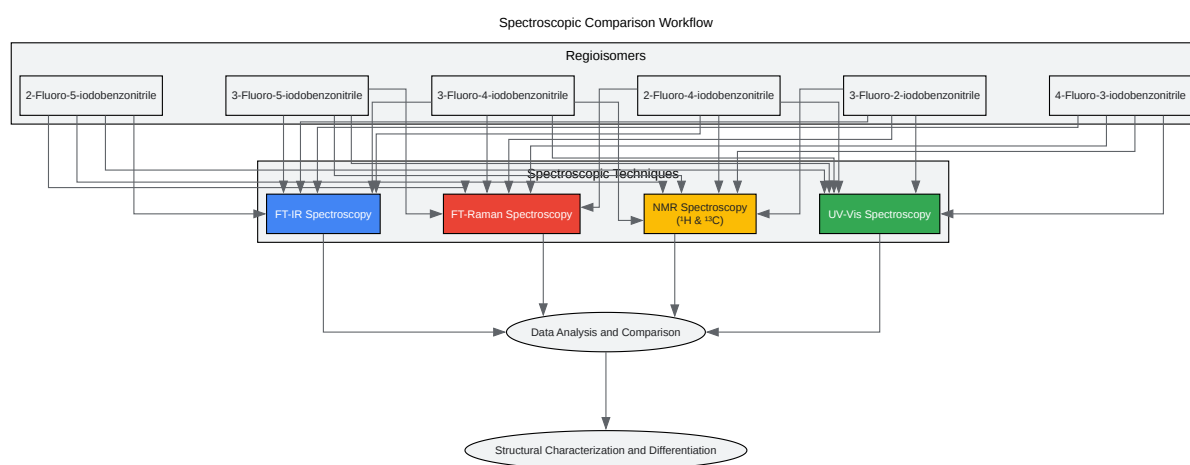 Spectroscopic Comparison Workflow
Regioisomers
2-Fluoro-5-iodobenzonitrile
3-Fluoro-5-iodobenzonitrile
3-Fluoro-4-iodobenzonitrile
2-Fluoro-4-iodobenzonitrile
3-Fluoro-2-iodobenzonitrile
4-Fluoro-3-iodobenzonitrile
Spectroscopic Techniques
FT-IR Spectroscopy
FT-Raman Spectroscopy
NMR Spectroscopy
(¹H & ¹³C)
UV-Vis Spectroscopy
Data Analysis and Comparison
Structural Characterization and Differentiation